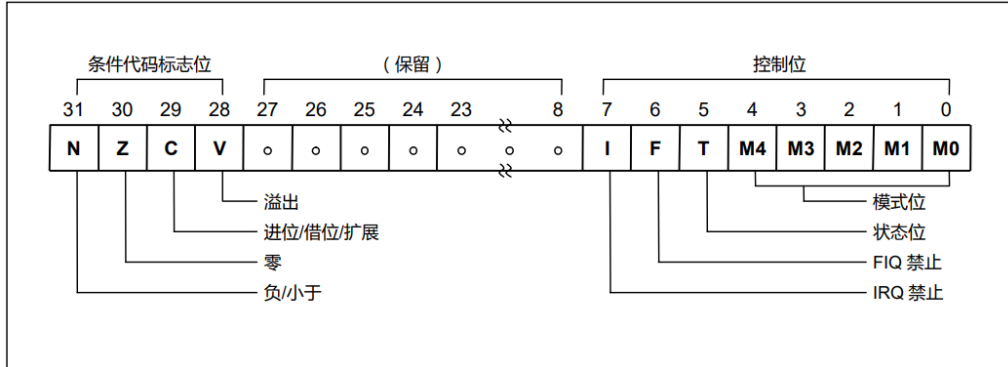 条件代码标志位 （保留） 控制位
31 30 29 28 27 26 25 24 23 8 7 6 5 4 3 2 1 0
N Z C V I F T M4 M3 M2 M1 M0
溢出 模式位
进位/借位/扩展 状态位
零 FIQ 禁止
负/小于 IRQ 禁止